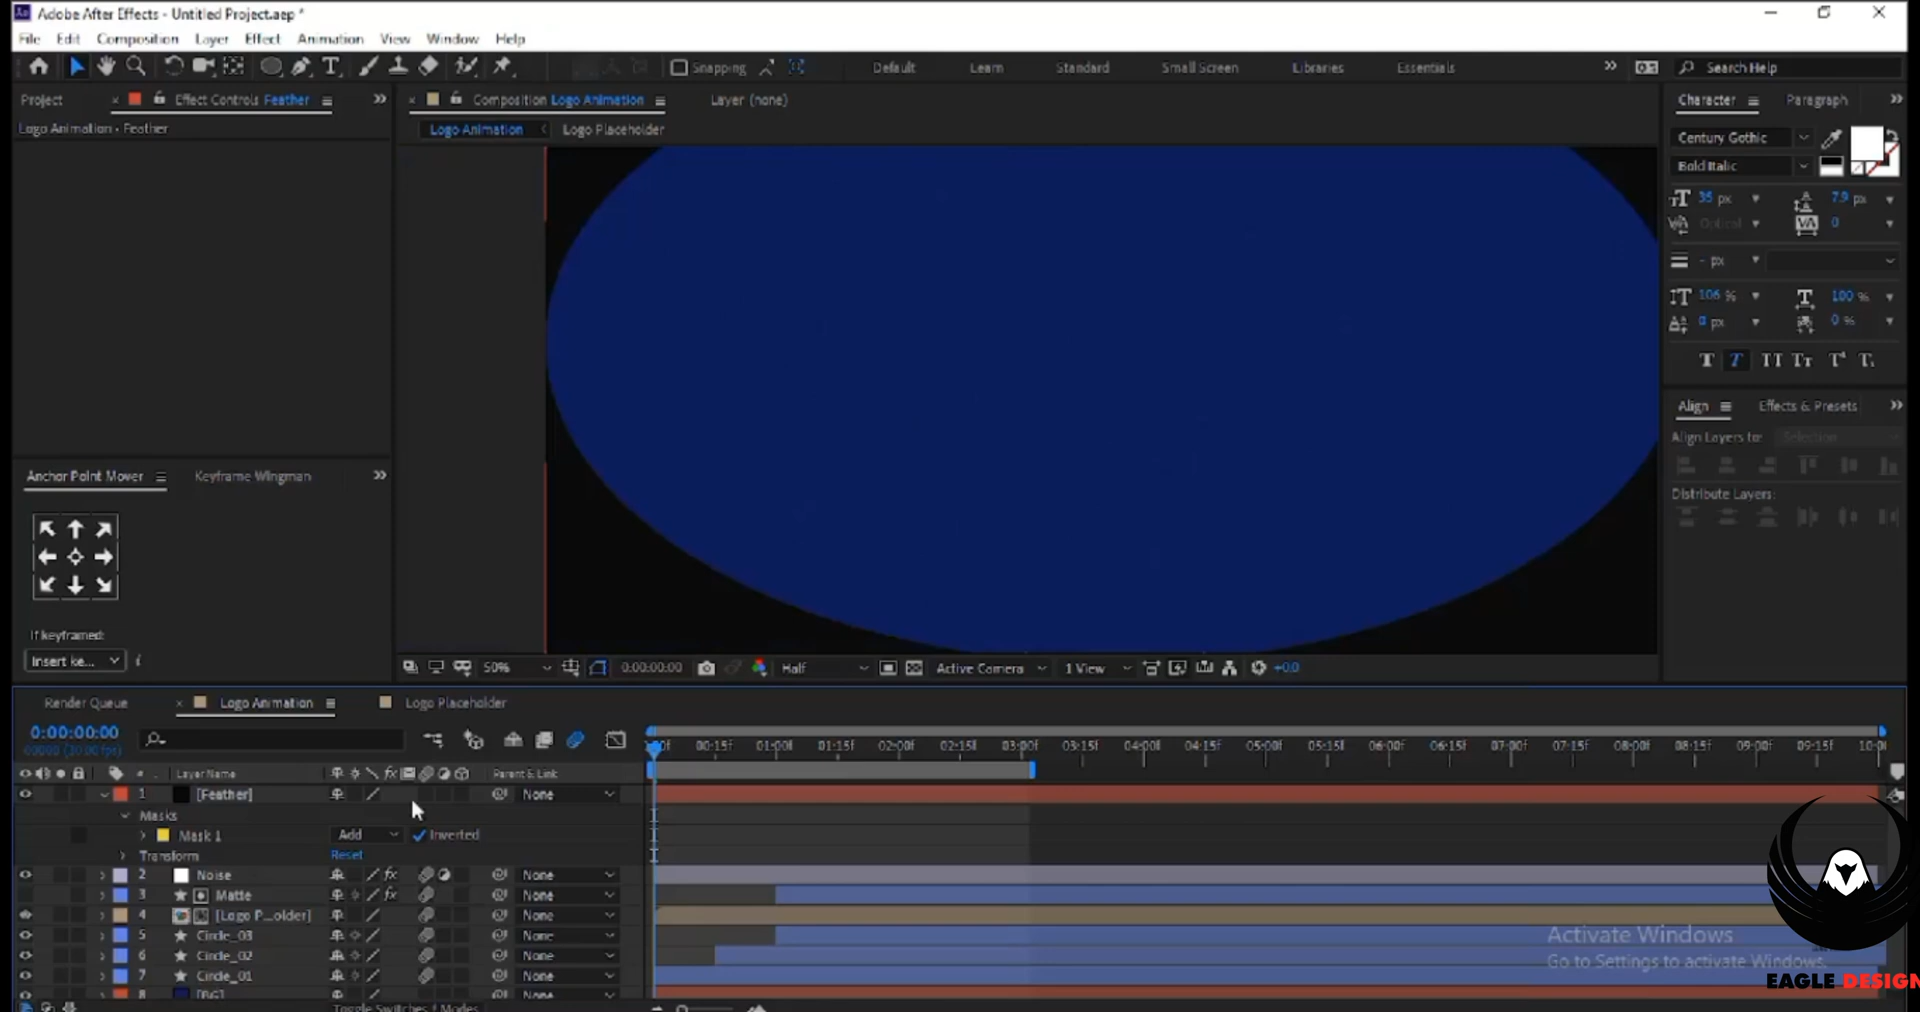 Adobe After Effects - Untitled Project.aep *
File Edit Composition Layer Effect Animation View Window Help
Snapping Default Learn Standard Small Screen Libraries Essentials Search Help
Project Effect Controls Feather Composition Logo Animation Layer (none) Character Paragraph
Logo Animation • Feather
Logo Animation Logo Placeholder
Century Gothic
Bold Italic
35 px 7.9 px
Optical 0
- px
106 % 100 %
0 px 0 %
Align Effects & Presets
Align Layers to: Selection
Distribute Layers:
Anchor Point Mover Keyframe Wingman
If keyframed:
Insert ke...
50% 0:00:00:00 Half Active Camera 1 View +0.0
Render Queue Logo Animation Logo Placeholder
0:00:00:00
00:15f 01:00f 01:15f 02:00f 02:15f 03:00f 03:15f 04:00f 04:15f 05:00f 05:15f 06:00f 06:15f 07:00f 07:15f 08:00f 08:15f 09:00f 09:15f
Layer Name Parent & Link
1 [Feather] None
Masks
Mask 1 Add Inverted
Transform Reset
2 Noise None
3 Matte None
4 [Logo P...older] None
5 Circle_03 None
6 Circle_02 None
7 Circle_01 None
8 [BG] None
Toggle Switches / Modes
Activate Windows
Go to Settings to activate Windows.
EAGLE DESIGN